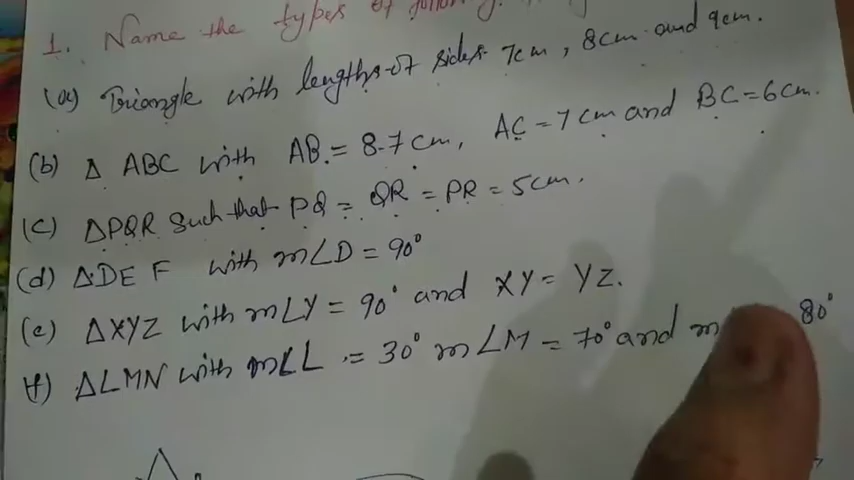 1. Name the types of following
(a) Triangle with lengths of sides 7cm, 8cm and 9cm.
(b) Δ ABC with AB = 8.7 cm, AC = 7 cm and BC = 6 cm.
(c) ΔPQR Such that PQ = QR = PR = 5cm.
(d) ΔDEF with m∠D = 90°
(e) ΔXYZ with m∠Y = 90° and XY = YZ.
(f) ΔLMN with m∠L = 30° m∠M = 70° and m 80°